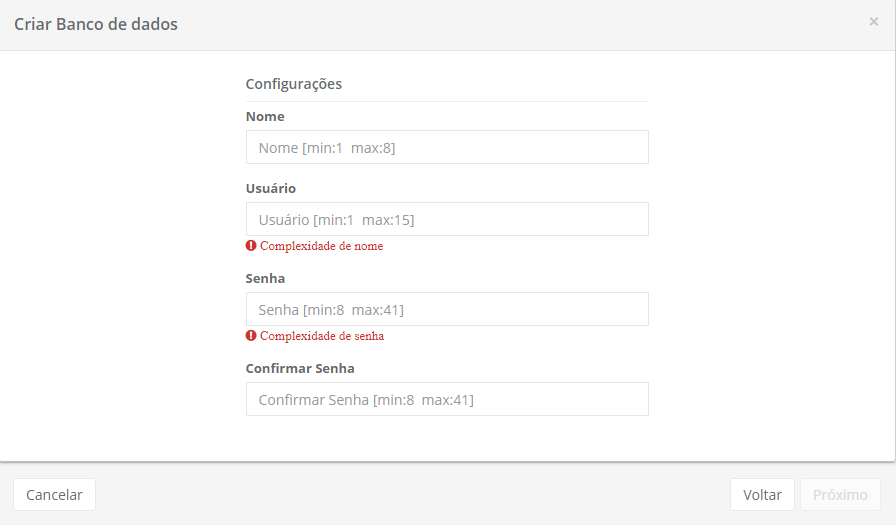 Criar Banco de dados
×
Configurações
Nome
Nome [min:1  max:8]
Usuário
Usuário [min:1  max:15]
Complexidade de nome
Senha
Senha [min:8  max:41]
Complexidade de senha
Confirmar Senha
Confirmar Senha [min:8  max:41]
Cancelar
Voltar
Próximo